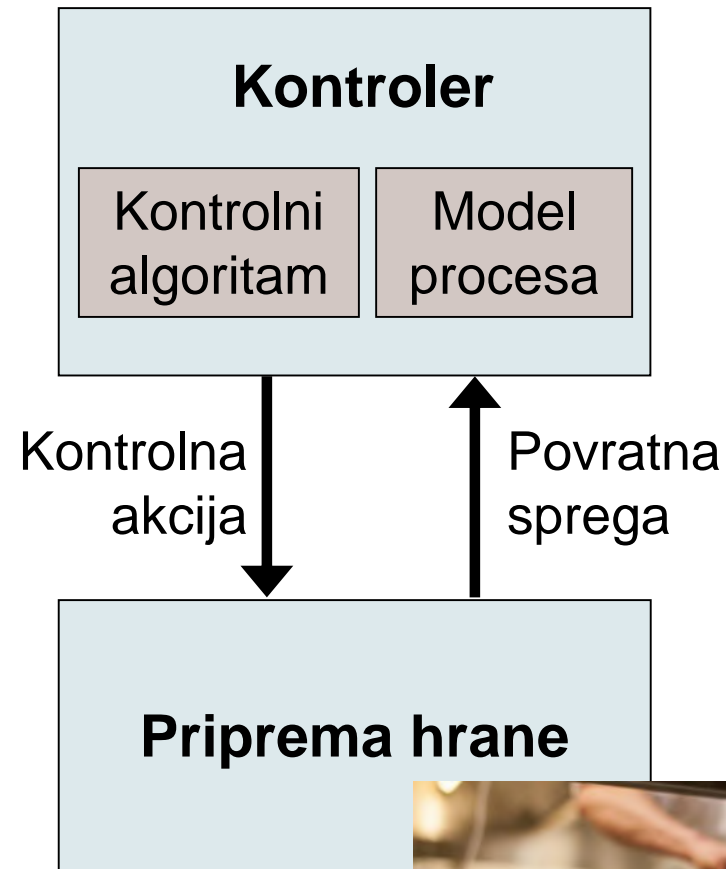 Kontroler
Kontrolni
algoritam
Model
procesa
Kontrolna
akcija
Povratna
sprega
Priprema hrane